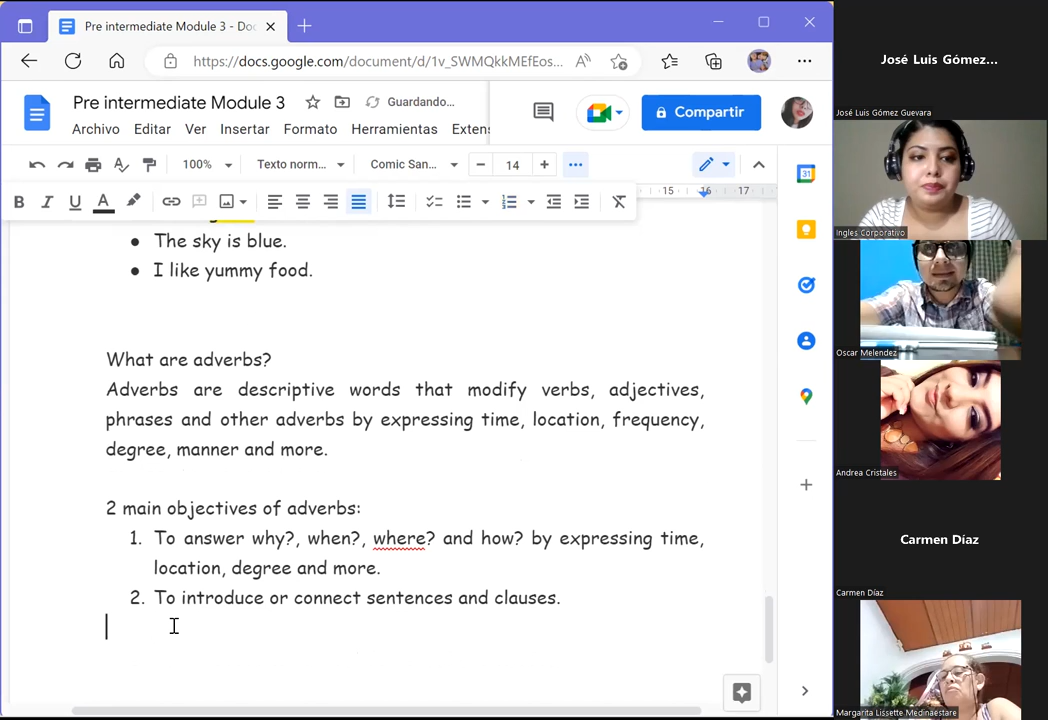 Pre intermediate Module 3 - Doc
https://docs.google.com/document/d/1v_SWMQkkMEfEos...
Pre intermediate Module 3
Guardando...
Compartir
Archivo Editar Ver Insertar Formato Herramientas Extens
100% Texto norm... Comic San... 14
B I U A
15 16 17
31
The sky is blue.
I like yummy food.
What are adverbs?
Adverbs are descriptive words that modify verbs, adjectives,
phrases and other adverbs by expressing time, location, frequency,
degree, manner and more.
2 main objectives of adverbs:
1. To answer why?, when?, where? and how? by expressing time,
location, degree and more.
2. To introduce or connect sentences and clauses.
José Luis Gómez...
José Luis Gómez Guevara
Ingles Corporativo
Oscar Melendez
Andrea Cristales
Carmen Díaz
Carmen Díaz
Margarita Lissette Medinaestare